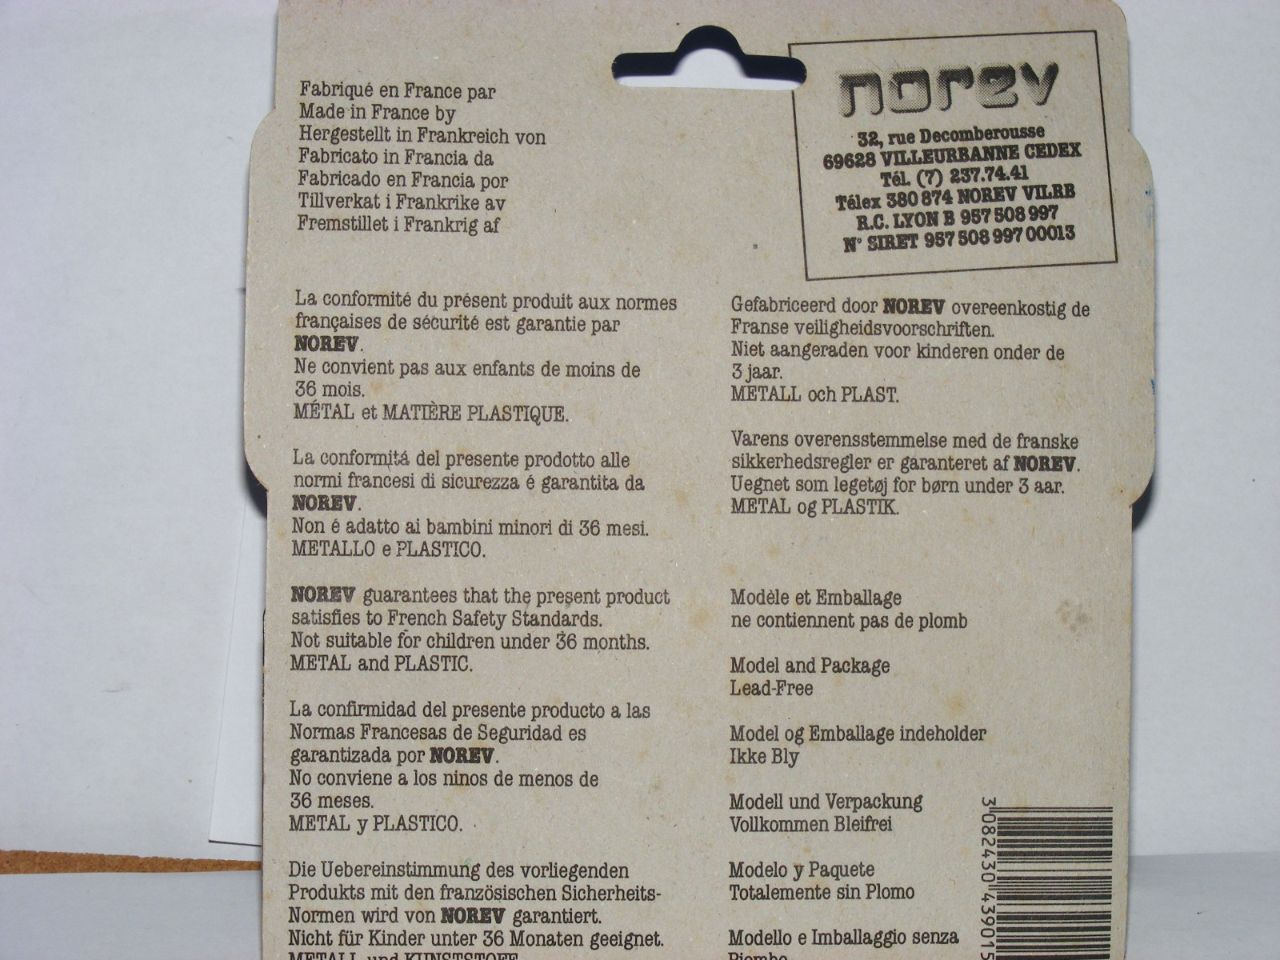 Fabriqué en France par
Made in France by
Hergestellt in Frankreich von
Fabricato in Francia da
Fabricado en Francia por
Tillverkat i Frankrike av
Fremstillet i Frankrig af
norev
32, rue Decomberousse
69628 VILLEURBANNE CEDEX
Tél. (7) 237.74.41
Télex 380 874 NOREV VILRB
R.C. LYON B 957 508 997
N° SIRET 957 508 997 00013
La conformité du présent produit aux normes
françaises de sécurité est garantie par
NOREV.
Ne convient pas aux enfants de moins de
36 mois.
MÉTAL et MATIÈRE PLASTIQUE.
La conformitá del presente prodotto alle
normi francesi di sicurezza é garantita da
NOREV.
Non é adatto ai bambini minori di 36 mesi.
METALLO e PLASTICO.
NOREV guarantees that the present product
satisfies to French Safety Standards.
Not suitable for children under 36 months.
METAL and PLASTIC.
La confirmidad del presente producto a las
Normas Francesas de Seguridad es
garantizada por NOREV.
No conviene a los ninos de menos de
36 meses.
METAL y PLASTICO.
Die Uebereinstimmung des vorliegenden
Produkts mit den französischen Sicherheits-
Normen wird von NOREV garantiert.
Nicht für Kinder unter 36 Monaten geeignet.
METALL und KUNSTSTOFF
Gefabriceerd door NOREV overeenkostig de
Franse veiligheidsvoorschriften.
Niet aangeraden voor kinderen onder de
3 jaar.
METALL och PLAST.
Varens overensstemmelse med de franske
sikkerhedsregler er garanteret af NOREV.
Uegnet som legetøj for børn under 3 aar.
METAL og PLASTIK.
Modèle et Emballage
ne contiennent pas de plomb
Model and Package
Lead-Free
Model og Emballage indeholder
Ikke Bly
Modell und Verpackung
Vollkommen Bleifrei
Modelo y Paquete
Totalemente sin Plomo
Modello e Imballaggio senza
Piombo
3 082430 439015